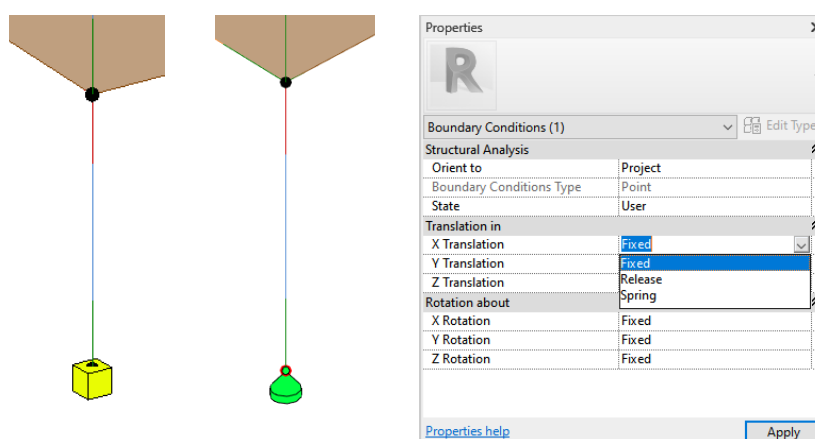 Properties
R
Boundary Conditions (1)
Edit Type
Structural Analysis
Orient to Project
Boundary Conditions Type Point
State User
Translation in
X Translation Fixed
Y Translation Fixed
Z Translation Release
Spring
Rotation about
X Rotation Fixed
Y Rotation Fixed
Z Rotation Fixed
Properties help
Apply